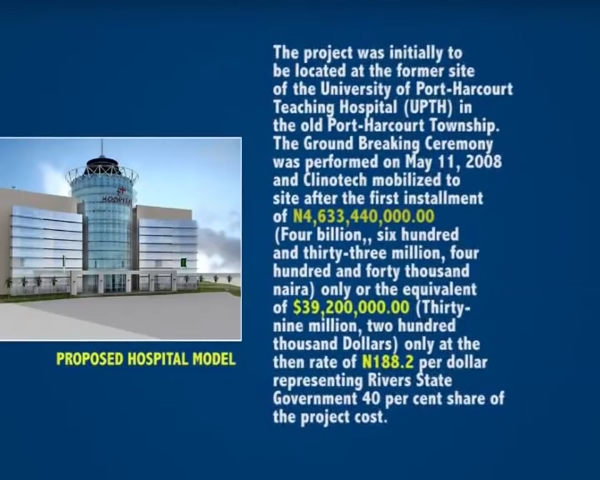 The project was initially to
be located at the former site
of the University of Port-Harcourt
Teaching Hospital (UPTH) in
the old Port-Harcourt Township.
The Ground Breaking Ceremony
was performed on May 11, 2008
and Clinotech mobilized to
site after the first installment
of N4,633,440,000.00
(Four billion,, six hundred
and thirty-three million, four
hundred and forty thousand
naira) only or the equivalent
of $39,200,000.00 (Thirty-
nine million, two hundred
thousand Dollars) only at the
then rate of N188.2 per dollar
representing Rivers State
Government 40 per cent share of
the project cost.
HOSPITAL
PROPOSED HOSPITAL MODEL